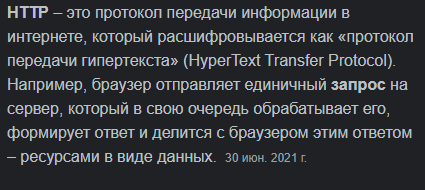 HTTP – это протокол передачи информации в
интернете, который расшифровывается как «протокол
передачи гипертекста» (HyperText Transfer Protocol).
Например, браузер отправляет единичный запрос на
сервер, который в свою очередь обрабатывает его,
формирует ответ и делится с браузером этим ответом
– ресурсами в виде данных. 30 июн. 2021 г.